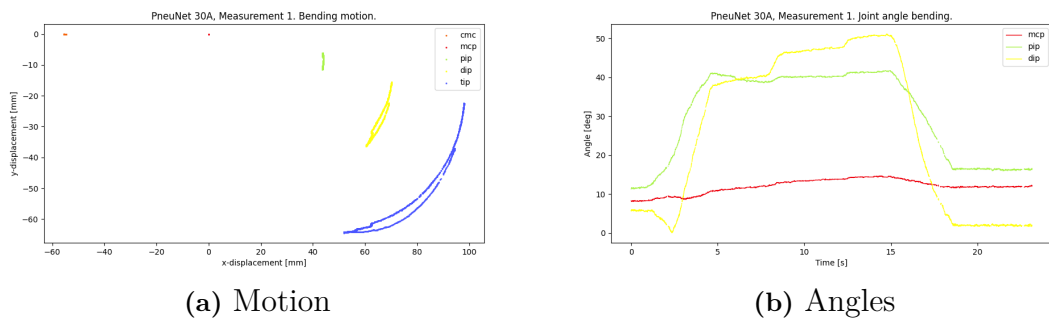 PneuNet 30A, Measurement 1. Bending motion.
0
−10
−20
−30
−40
−50
−60
y-displacement [mm]
−60
−40
−20
0
20
40
60
80
100
x-displacement [mm]
cmc
mcp
pip
dip
tip
(a) Motion
PneuNet 30A, Measurement 1. Joint angle bending.
50
40
30
20
10
0
Angle [deg]
0
5
10
15
20
Time [s]
mcp
pip
dip
(b) Angles